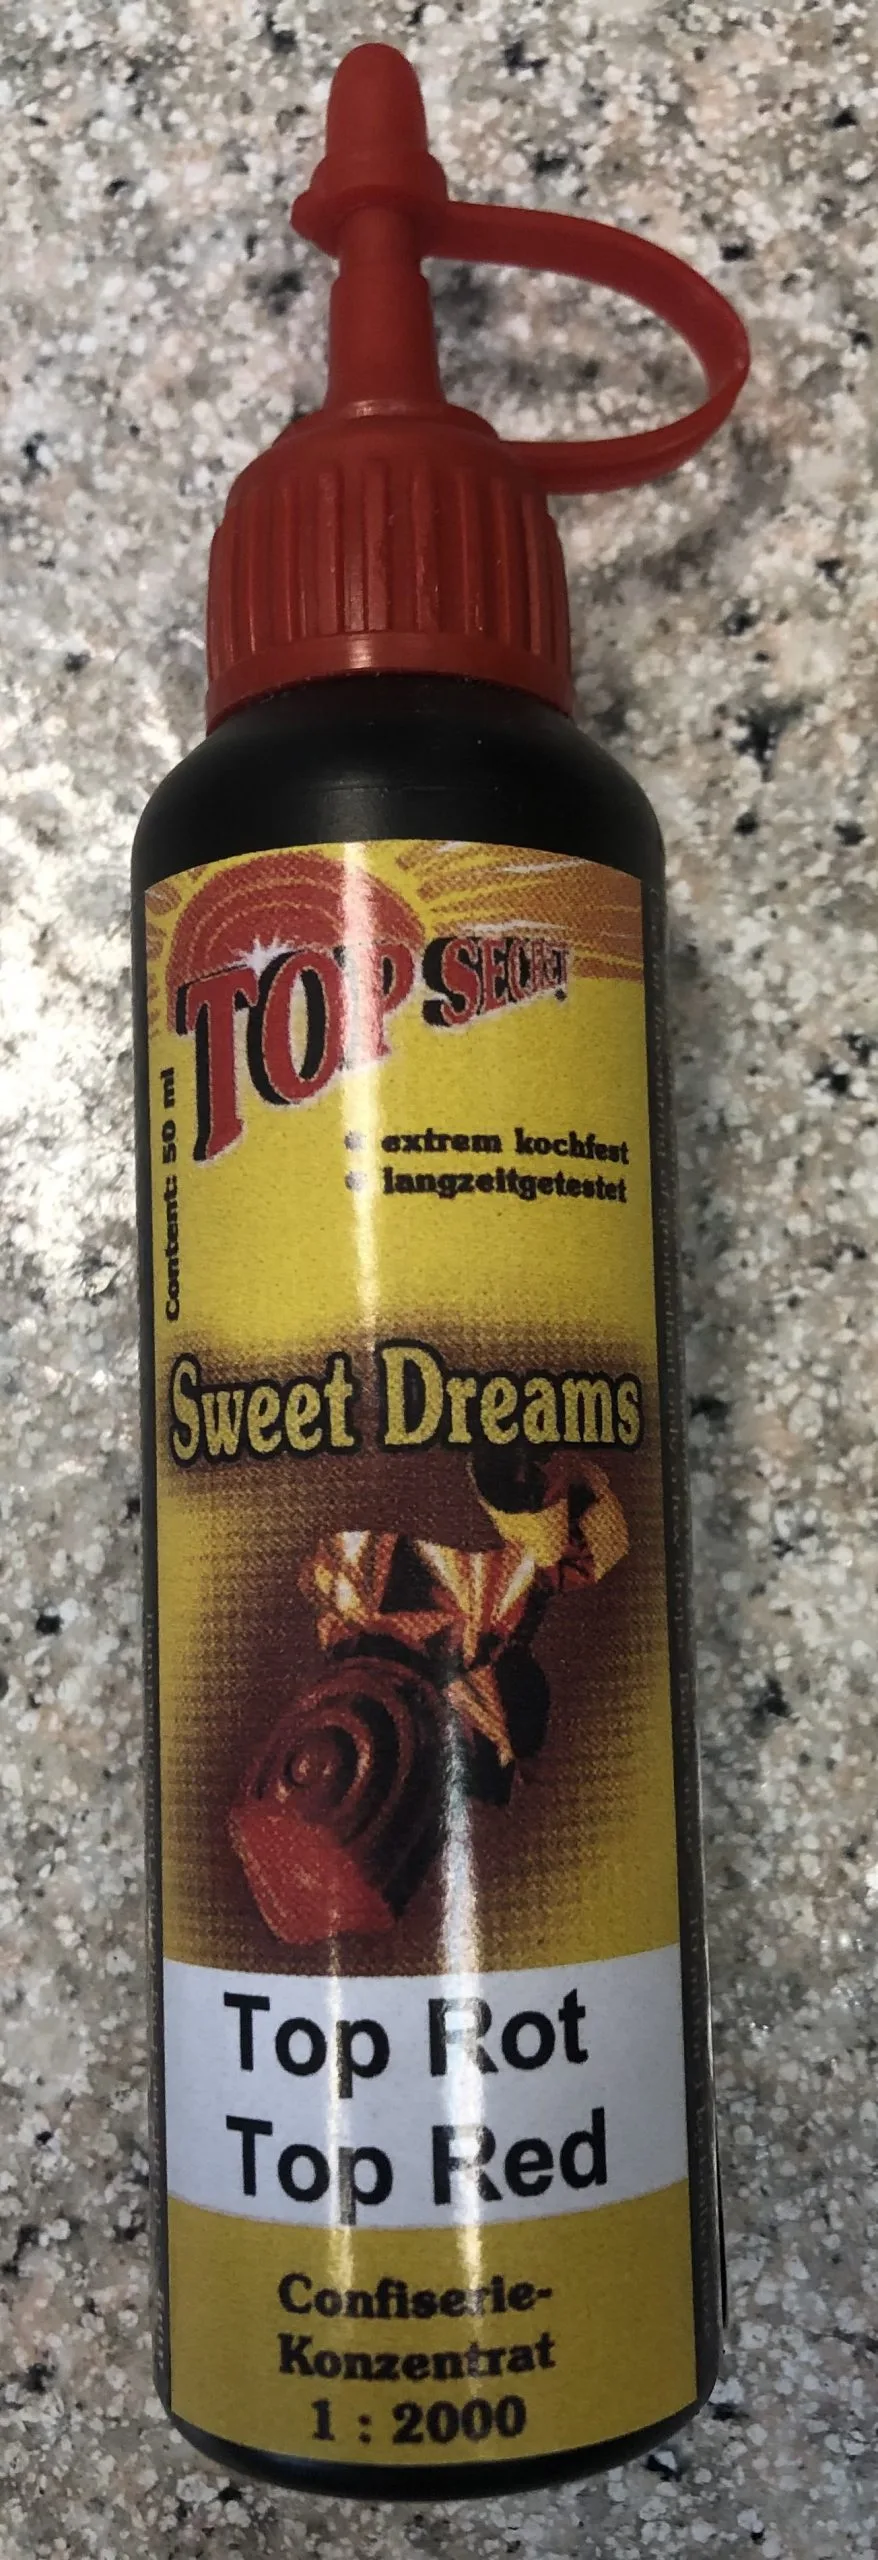 TOP SECRET
Content: 50 ml
• extrem kochfest
• langzeitgetestet
Sweet Dreams
Top Rot
Top Red
Confiserie-
Konzentrat
1 : 2000